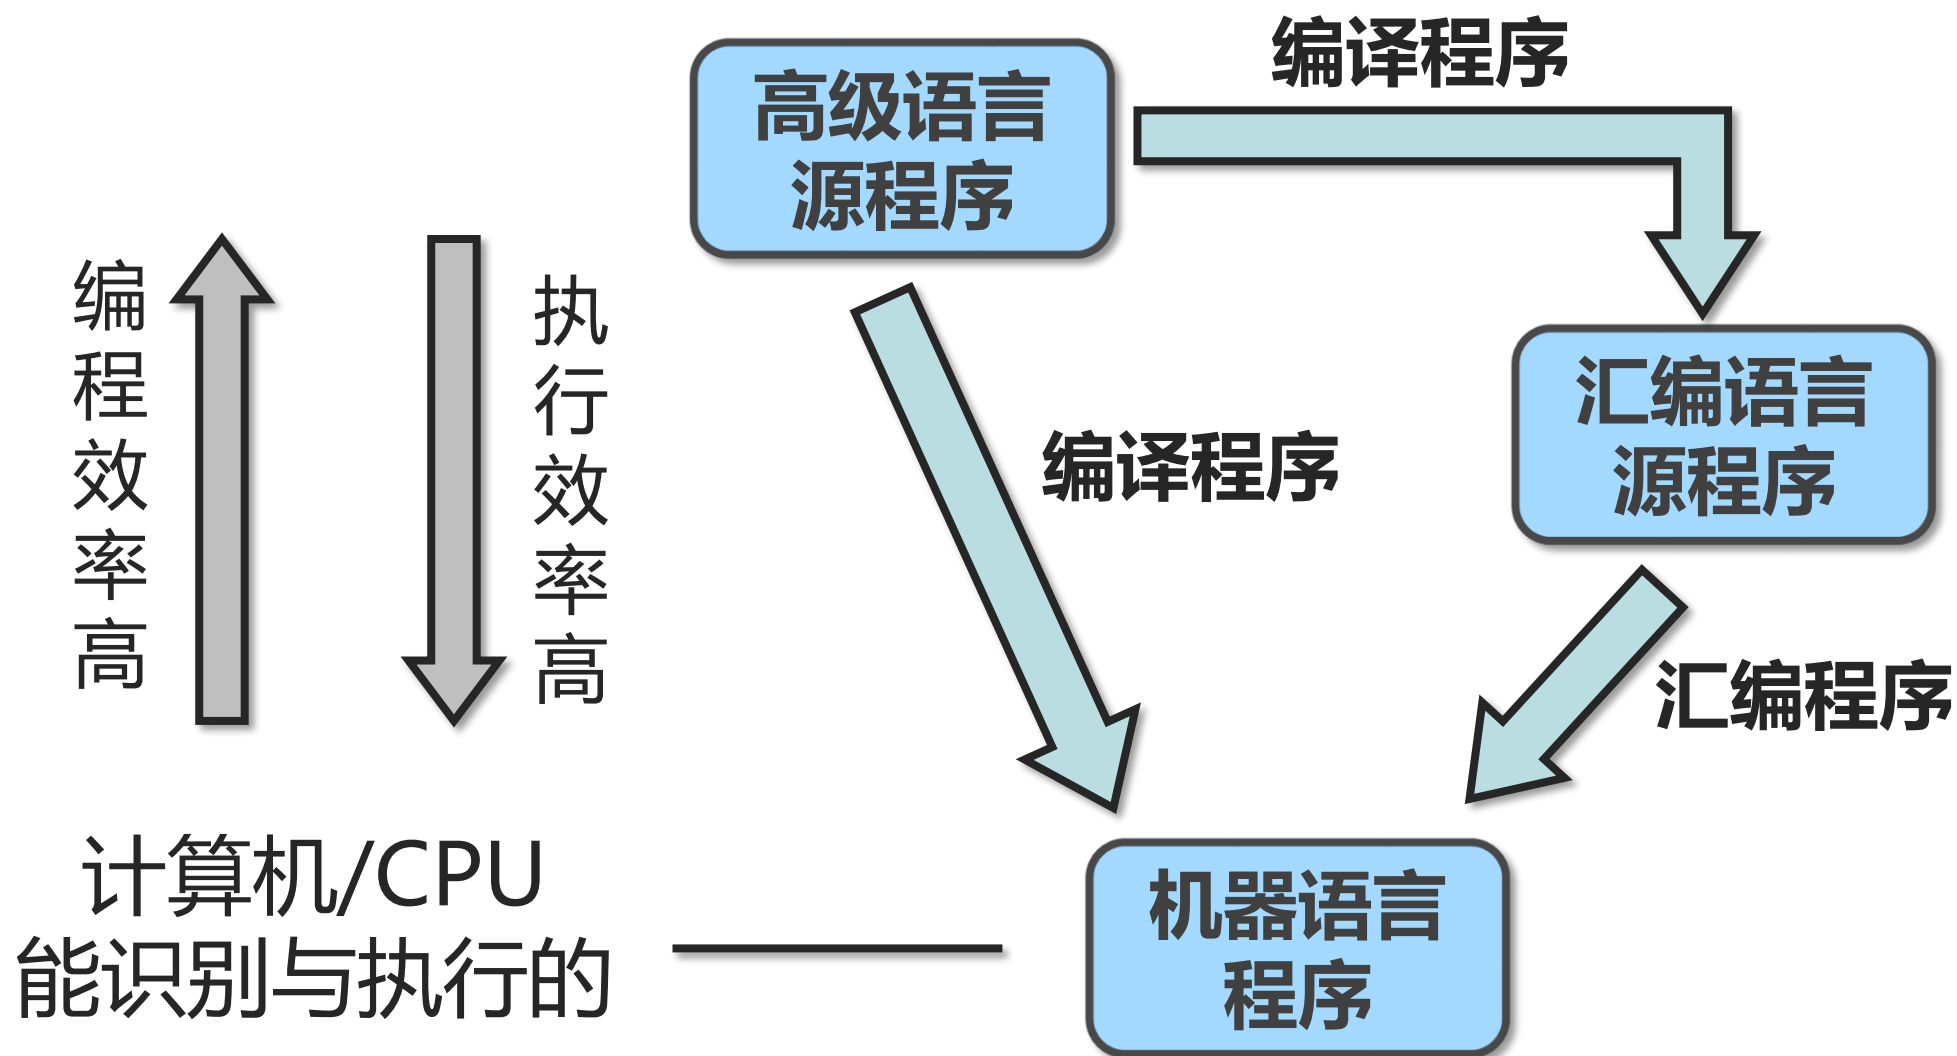 编译程序
高级语言
源程序
编程效率高
执行效率高
汇编语言
源程序
编译程序
汇编程序
计算机/CPU
能识别与执行的
机器语言
程序